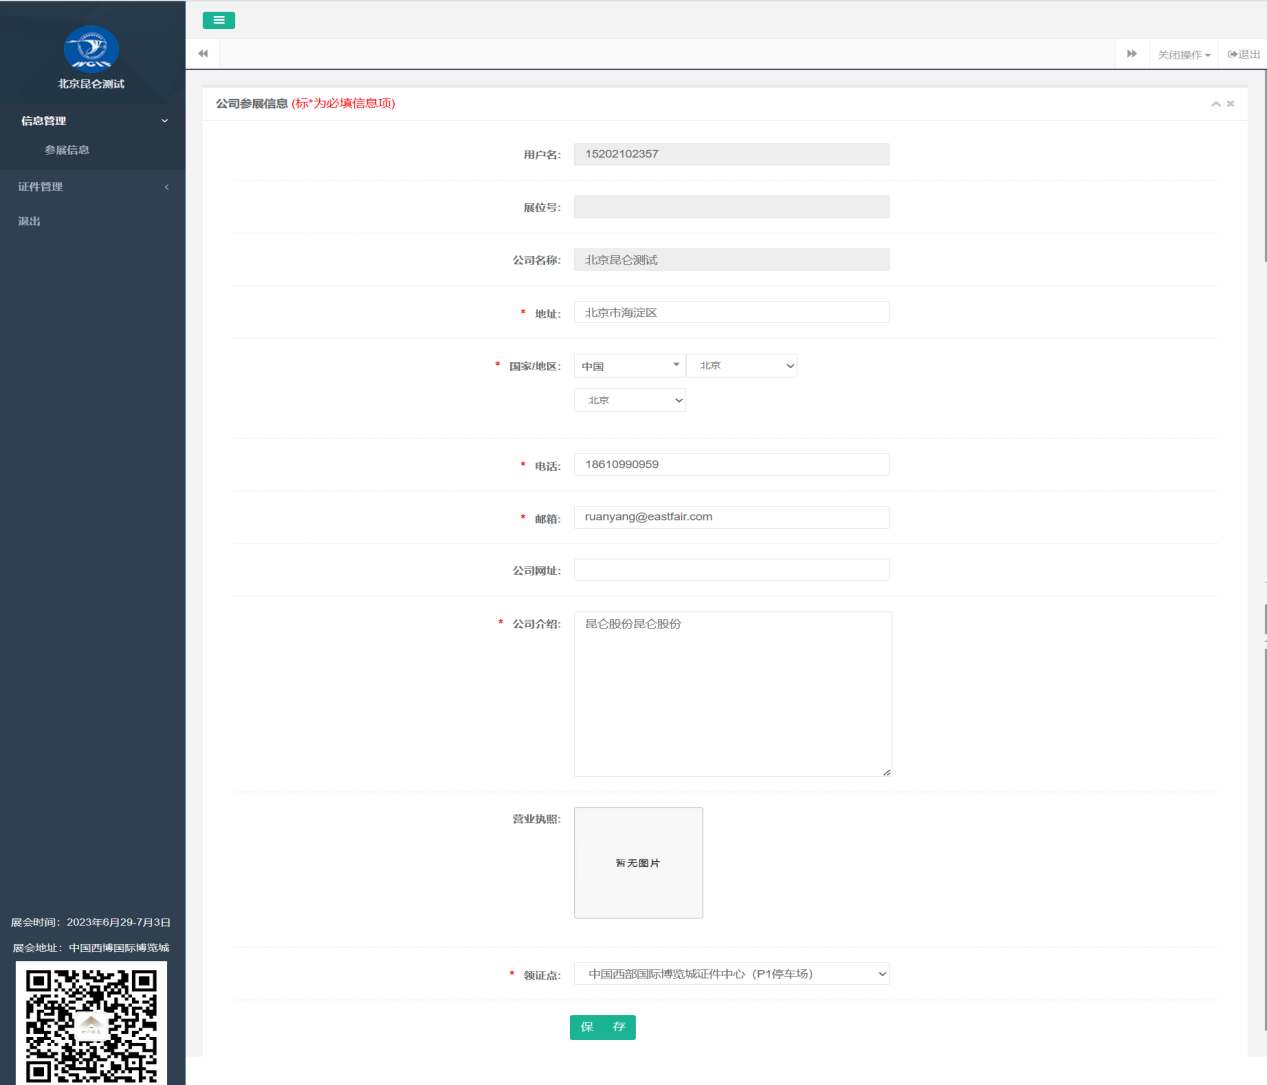 北京昆仑测试
信息管理
参展信息
证件管理
退出
展会时间：2023年6月29-7月3日
展会地址：中国西博国际博览城
关闭操作
退出
公司参展信息 (标*为必填信息项)
用户名: 15202102357
展位号:
公司名称: 北京昆仑测试
* 地址: 北京市海淀区
* 国家/地区: 中国 北京
北京
* 电话: 18610990959
* 邮箱: ruanyang@eastfair.com
公司网址:
* 公司介绍: 昆仑股份昆仑股份
营业执照:
暂无图片
* 领证点: 中国西部国际博览城证件中心（P1停车场）
保 存